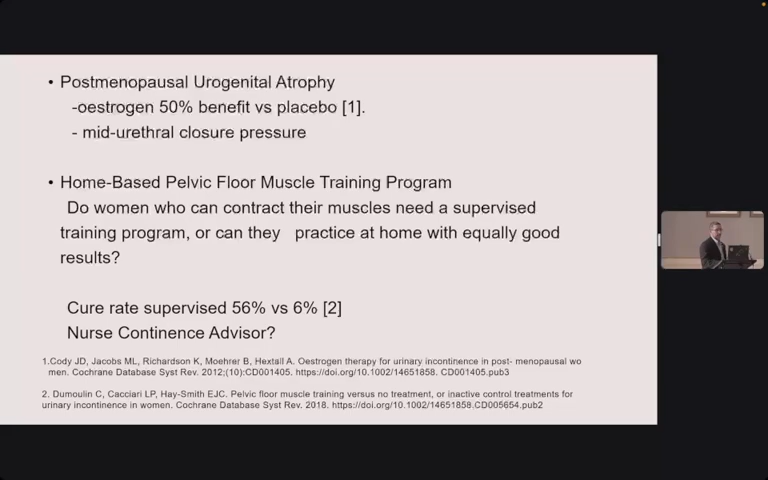 • Postmenopausal Urogenital Atrophy
-oestrogen 50% benefit vs placebo [1].
- mid-urethral closure pressure
• Home-Based Pelvic Floor Muscle Training Program
Do women who can contract their muscles need a supervised
training program, or can they practice at home with equally good
results?
Cure rate supervised 56% vs 6% [2]
Nurse Continence Advisor?
1.Cody JD, Jacobs ML, Richardson K, Moehrer B, Hextall A. Oestrogen therapy for urinary incontinence in post- menopausal wo
men. Cochrane Database Syst Rev. 2012;(10):CD001405. https://doi.org/10.1002/14651858. CD001405.pub3
2. Dumoulin C, Cacciari LP, Hay-Smith EJC. Pelvic floor muscle training versus no treatment, or inactive control treatments for
urinary incontinence in women. Cochrane Database Syst Rev. 2018. https://doi.org/10.1002/14651858.CD005654.pub2